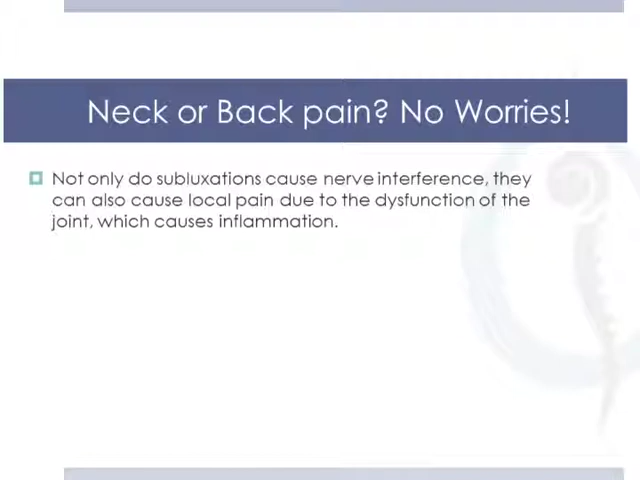 Neck or Back pain? No Worries!
Not only do subluxations cause nerve interference, they
can also cause local pain due to the dysfunction of the
joint, which causes inflammation.